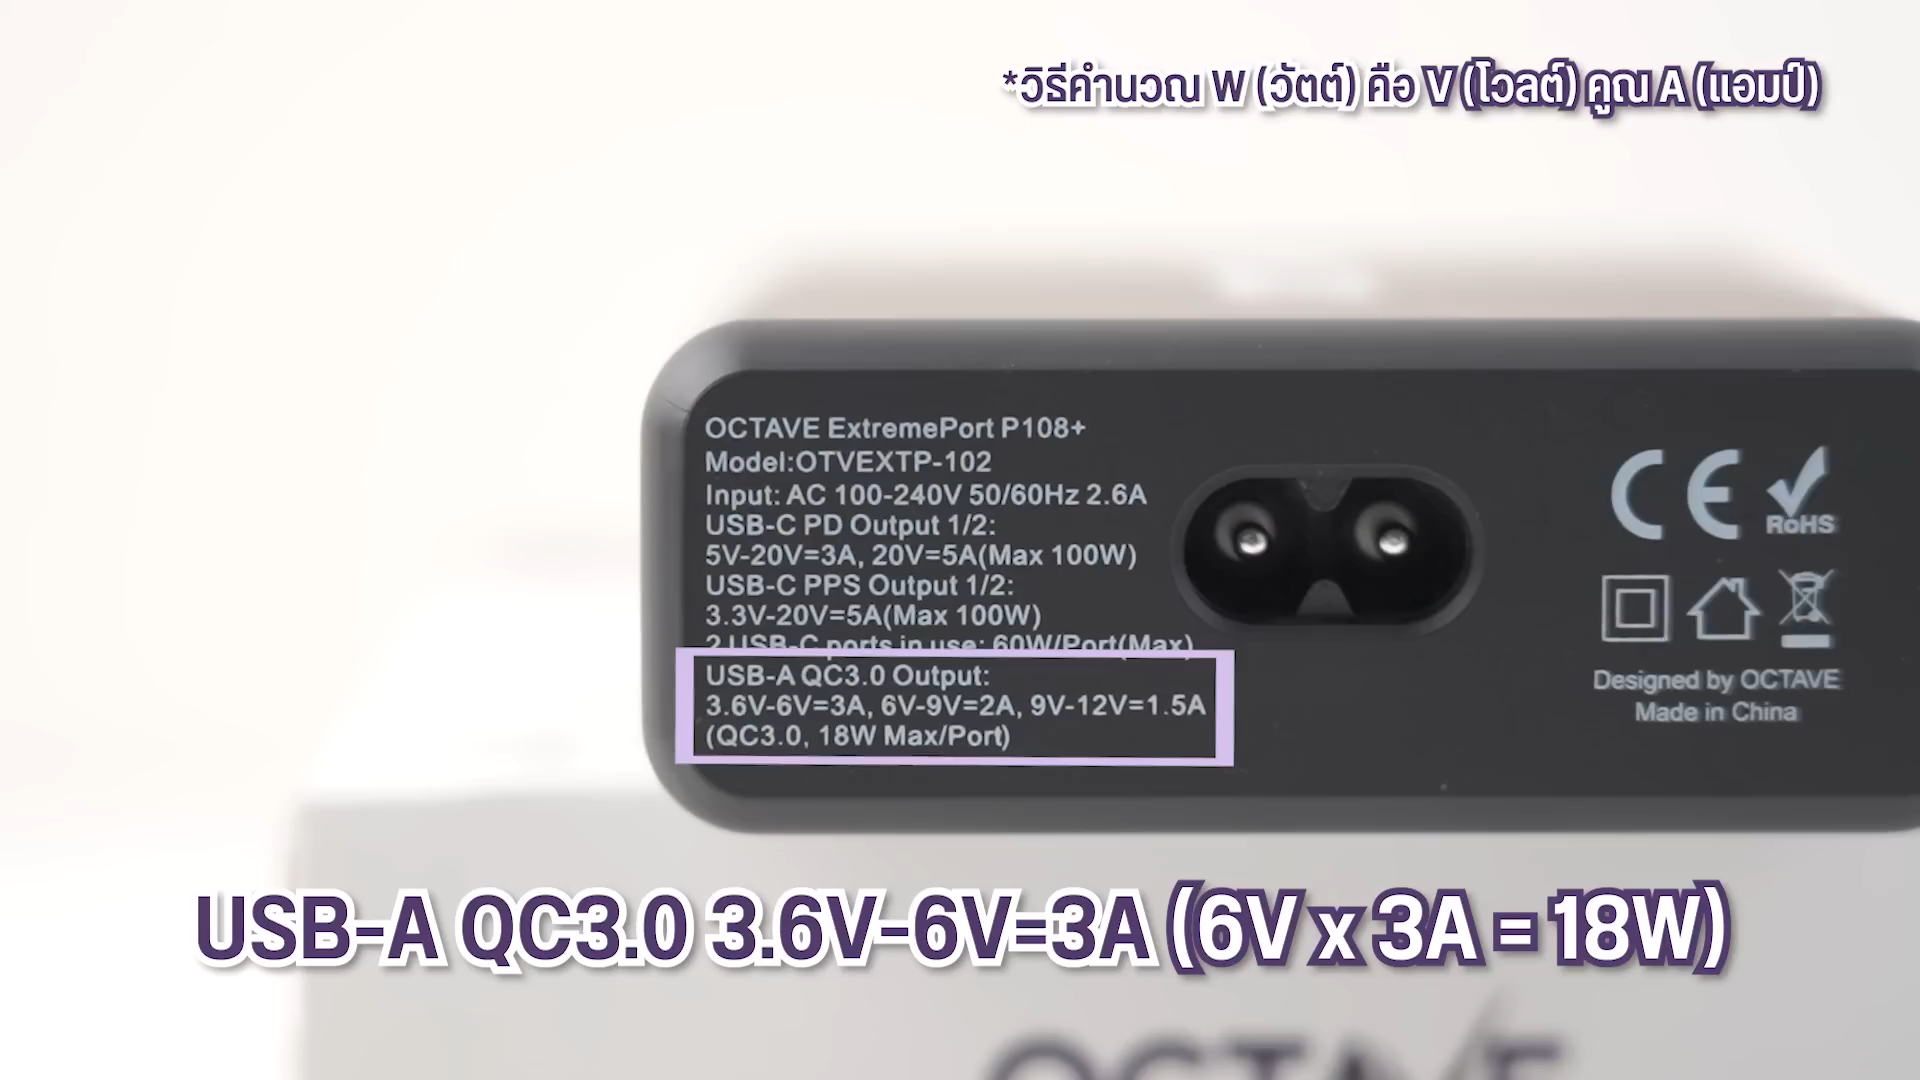 *วิธีคำนวณ W (วัตต์) คือ V (โวลต์) คูณ A (แอมป์)
OCTAVE ExtremePort P108+
Model:OTVEXTP-102
Input: AC 100-240V 50/60Hz 2.6A
USB-C PD Output 1/2:
5V-20V=3A, 20V=5A(Max 100W)
USB-C PPS Output 1/2:
3.3V-20V=5A(Max 100W)
2 USB-C ports in use: 60W/Port(Max)
USB-A QC3.0 Output:
3.6V-6V=3A, 6V-9V=2A, 9V-12V=1.5A
(QC3.0, 18W Max/Port)
CE
RoHS
Designed by OCTAVE
Made in China
USB-A QC3.0 3.6V-6V=3A (6V x 3A = 18W)
OCTAVE